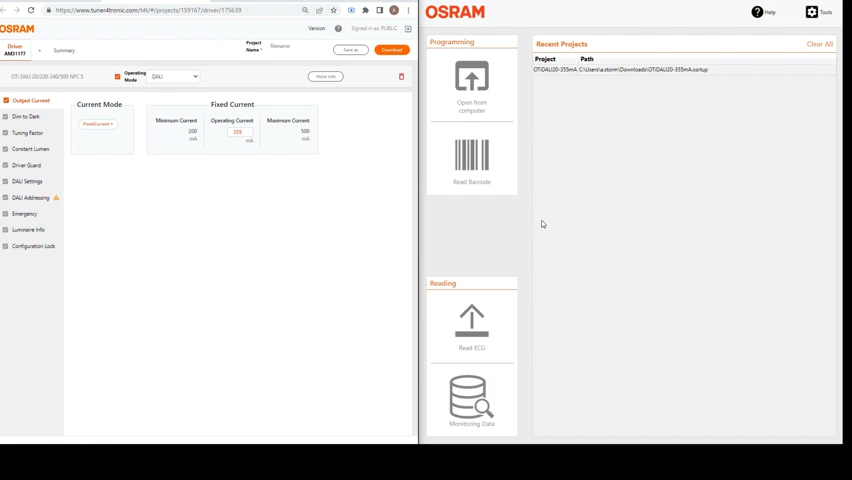 https://www.tuner4tronic.com/t4t/#/projects/159167/driver/175639
OSRAM
Version
Signed in as: PUBLIC
Driver
AM31177
Summary
Project
Name *
filename
Save as
Download
OTi DALI 20/220-240/500 NFC S
Operating
Mode
DALI
More info
Output Current
Dim to Dark
Tuning Factor
Constant Lumen
Driver Guard
DALI Settings
DALI Addressing
Emergency
Luminaire Info
Configuration Lock
Current Mode
FixedCurrent
Fixed Current
Minimum Current
200
mA
Operating Current
355
mA
Maximum Current
500
mA
OSRAM
Help
Tools
Programming
Open from
computer
Read Barcode
Reading
Read ECG
Monitoring Data
Recent Projects
Clear All
Project Path
OTiDALI20-355mA C:\Users\a.storm\Downloads\OTiDALI20-355mA.osrtup